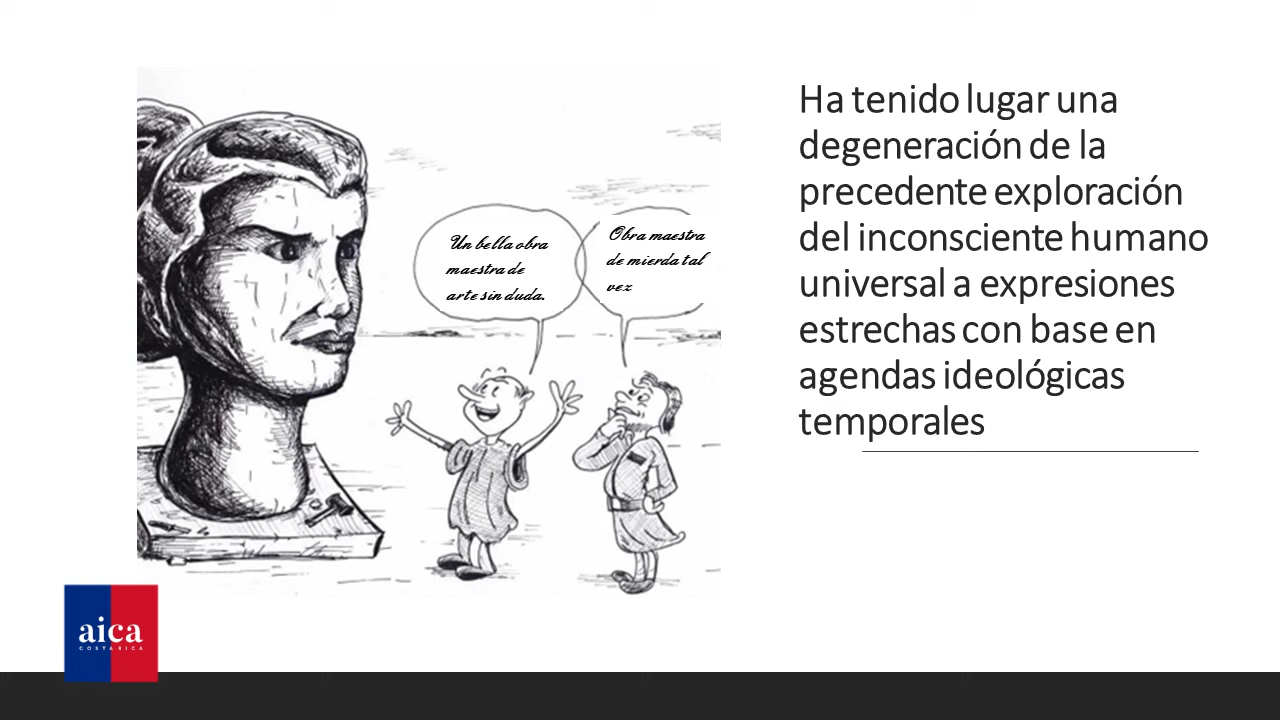 Un bella obra
maestra de
arte sin duda.
Obra maestra
de mierda tal
vez
Ha tenido lugar una
degeneración de la
precedente exploración
del inconsciente humano
universal a expresiones
estrechas con base en
agendas ideológicas
temporales
aica
COSTA RICA